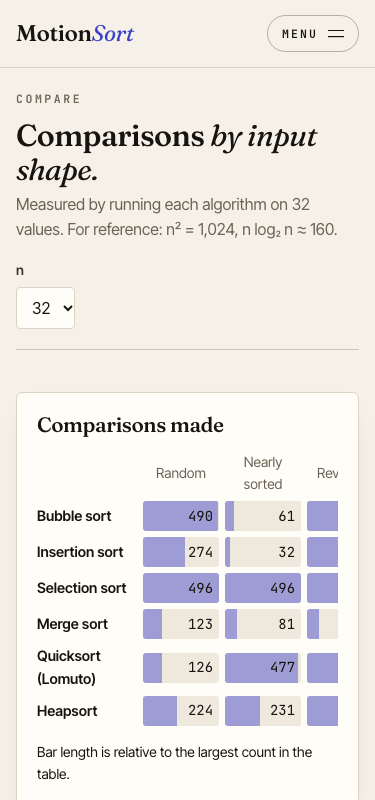 MotionSort
MENU
COMPARE
Comparisons by input
shape.
Measured by running each algorithm on 32
values. For reference: n² = 1,024, n log₂ n ≈ 160.
n
32
Comparisons made
Random Nearly sorted Rev
Bubble sort 490 61
Insertion sort 274 32
Selection sort 496 496
Merge sort 123 81
Quicksort (Lomuto) 126 477
Heapsort 224 231
Bar length is relative to the largest count in the
table.